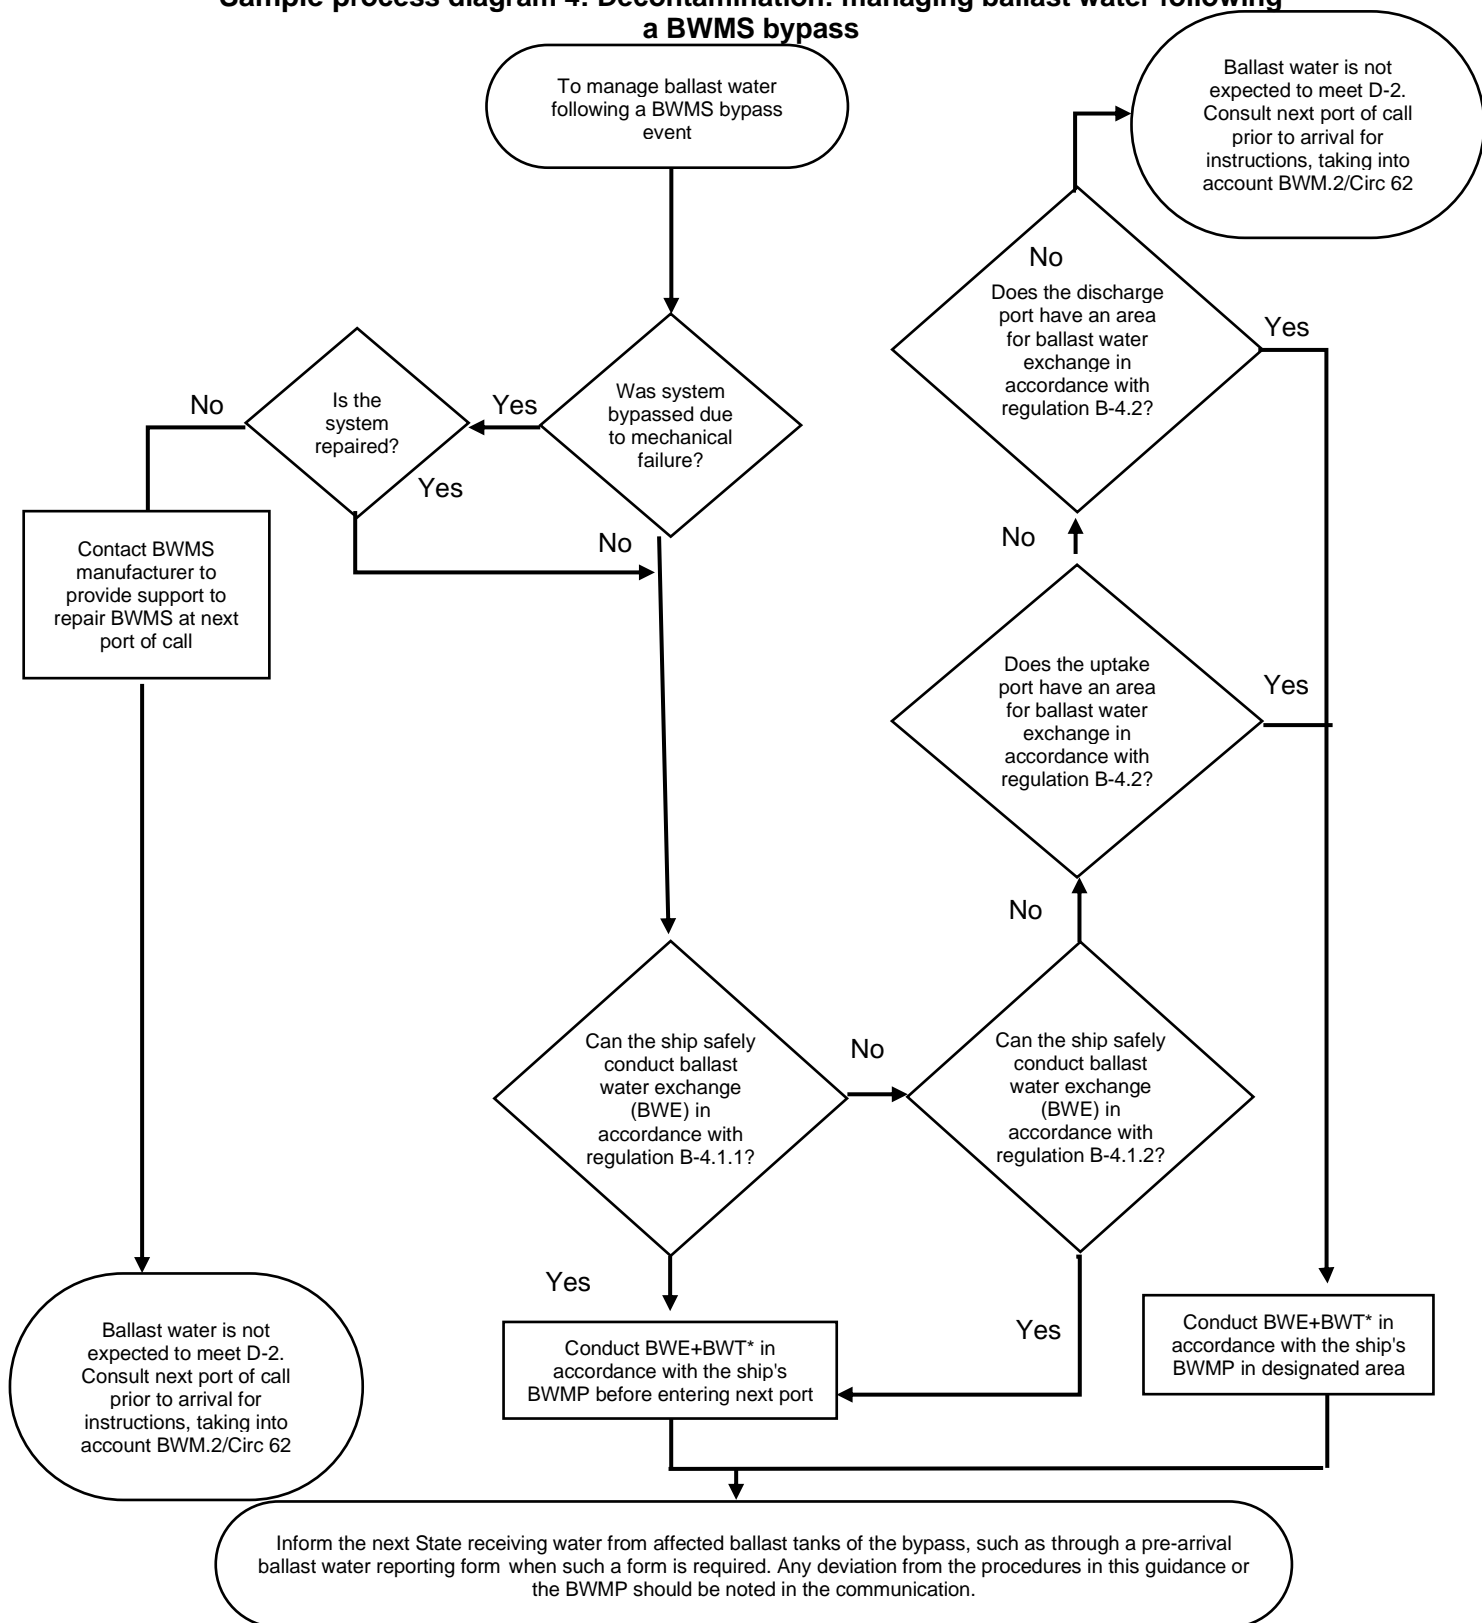 Sample process diagram 4: Decontamination: managing ballast water following
a BWMS bypass
To manage ballast water
following a BWMS bypass
event
Ballast water is not
expected to meet D-2.
Consult next port of call
prior to arrival for
instructions, taking into
account BWM.2/Circ 62
No
Does the discharge
port have an area
for ballast water
exchange in
accordance with
regulation B-4.2?
Yes
Was system
bypassed due
to mechanical
failure?
Yes
Is the
system
repaired?
No
Yes
No
Contact BWMS
manufacturer to
provide support to
repair BWMS at next
port of call
No
Does the uptake
port have an area
for ballast water
exchange in
accordance with
regulation B-4.2?
Yes
No
Can the ship safely
conduct ballast
water exchange
(BWE) in
accordance with
regulation B-4.1.1?
No
Can the ship safely
conduct ballast
water exchange
(BWE) in
accordance with
regulation B-4.1.2?
Yes
Yes
Ballast water is not
expected to meet D-2.
Consult next port of call
prior to arrival for
instructions, taking into
account BWM.2/Circ 62
Conduct BWE+BWT* in
accordance with the ship's
BWMP before entering next port
Conduct BWE+BWT* in
accordance with the ship's
BWMP in designated area
Inform the next State receiving water from affected ballast tanks of the bypass, such as through a pre-arrival
ballast water reporting form when such a form is required. Any deviation from the procedures in this guidance or
the BWMP should be noted in the communication.